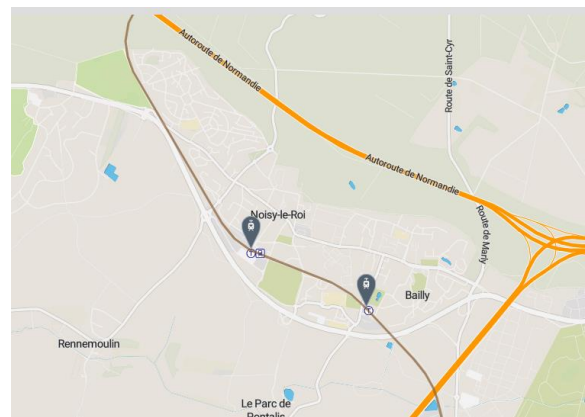 Autoroute de Normandie
Route de Saint-Cyr
Autoroute de Normandie
Noisy-le-Roi
Route de Marly
Bailly
Rennemoulin
Le Parc de
Pontalis